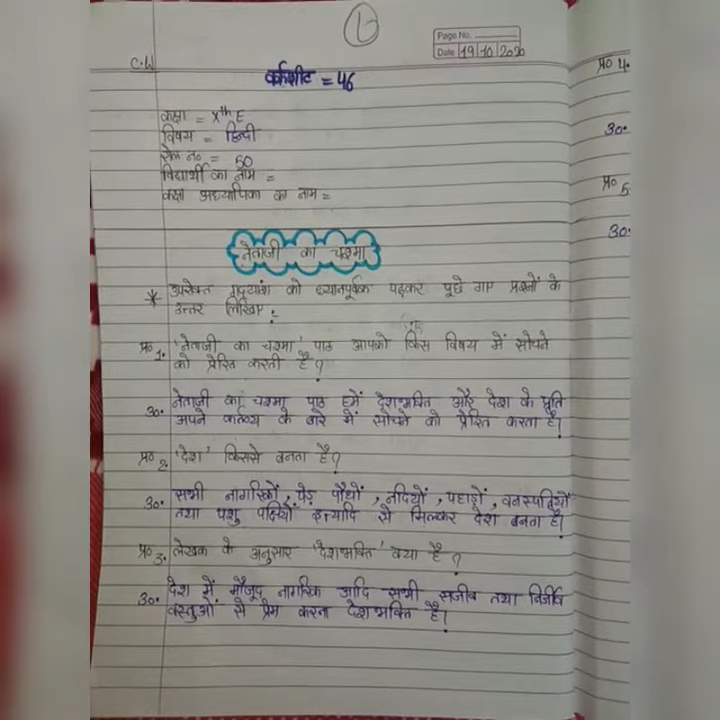 6
Page No.
Date 19/10/2020
C.W
वर्कशीट = 46
कक्षा = Xth E
विषय = हिन्दी
रोल न० = 50
विद्यार्थी का नाम =
कक्षा अध्यापिका का नाम =
नेताजी का चश्मा
* उपरोक्त गद्यांश को ध्यानपूर्वक पढ़कर पूछे गए प्रश्नों के
उत्तर लिखिए :-
प्र० 1. 'नेताजी का चश्मा' पाठ आपको किस विषय में सोचने
को प्रेरित करती है ?
उ०. नेताजी का चश्मा पाठ हमें देशभक्ति और देश के प्रति
अपने कर्तव्य के बारे में सोचने को प्रेरित करता है।
प्र० 2. 'देश' किससे बनता है ?
उ०. सभी नागरिकों, पेड़ पौधों, नदियों, पहाड़ों, वनस्पतियों
तथा पशु पक्षियों इत्यादि से मिलकर देश बनता है।
प्र० 3. लेखक के अनुसार 'देशभक्ति' क्या है ?
उ०. देश में मौजूद नागरिक आदि सभी सजीव तथा निर्जीव
वस्तुओं से प्रेम करना देशभक्ति है।
प्र० 4.
उ०.
प्र० 5.
उ०.